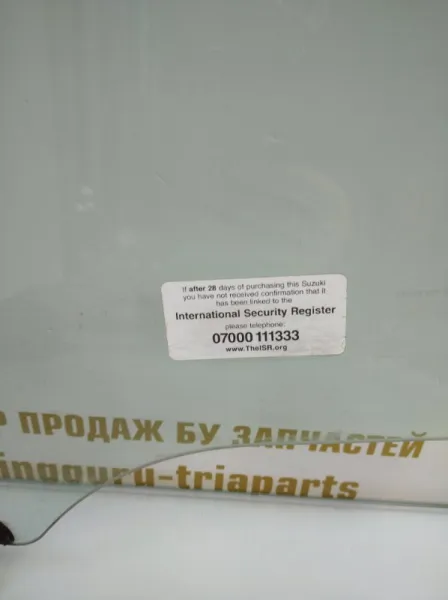 If after 28 days of purchasing this Suzuki
you have not received confirmation that it
has been linked to the
International Security Register
please telephone:
07000 111333
www.TheISR.org
Р ПРОДАЖ БУ ЗАПЧАСТЕЙ
ingguru-triaparts